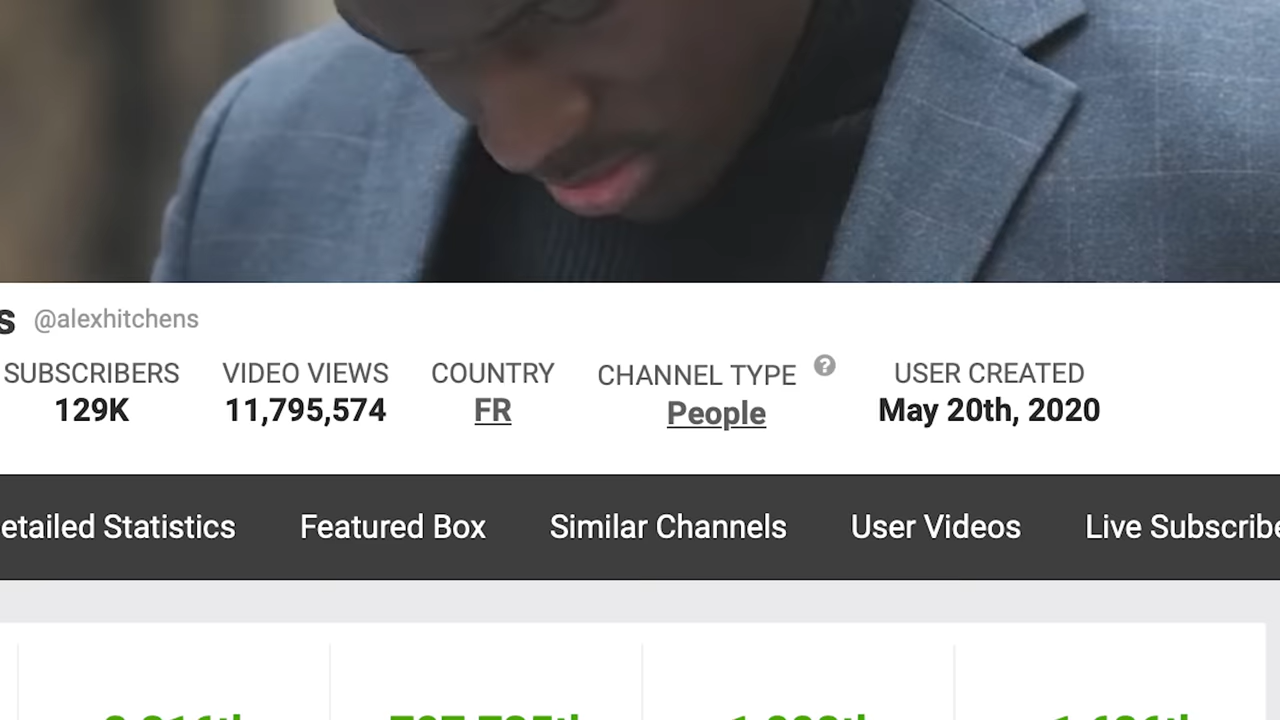 s @alexhitchens
SUBSCRIBERS VIDEO VIEWS COUNTRY CHANNEL TYPE ? USER CREATED
129K 11,795,574 FR People May 20th, 2020
etailed Statistics Featured Box Similar Channels User Videos Live Subscribe